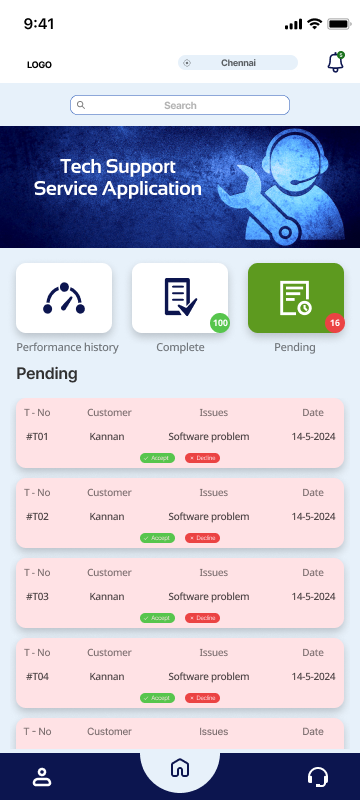 9:41
LOGO
Chennai
Search
Tech Support
Service Application
100
16
Performance history
Complete
Pending
Pending
T - No Customer Issues Date
#T01 Kannan Software problem 14-5-2024
Accept Decline
T - No Customer Issues Date
#T02 Kannan Software problem 14-5-2024
Accept Decline
T - No Customer Issues Date
#T03 Kannan Software problem 14-5-2024
Accept Decline
T - No Customer Issues Date
#T04 Kannan Software problem 14-5-2024
Accept Decline
T - No Customer Issues Date